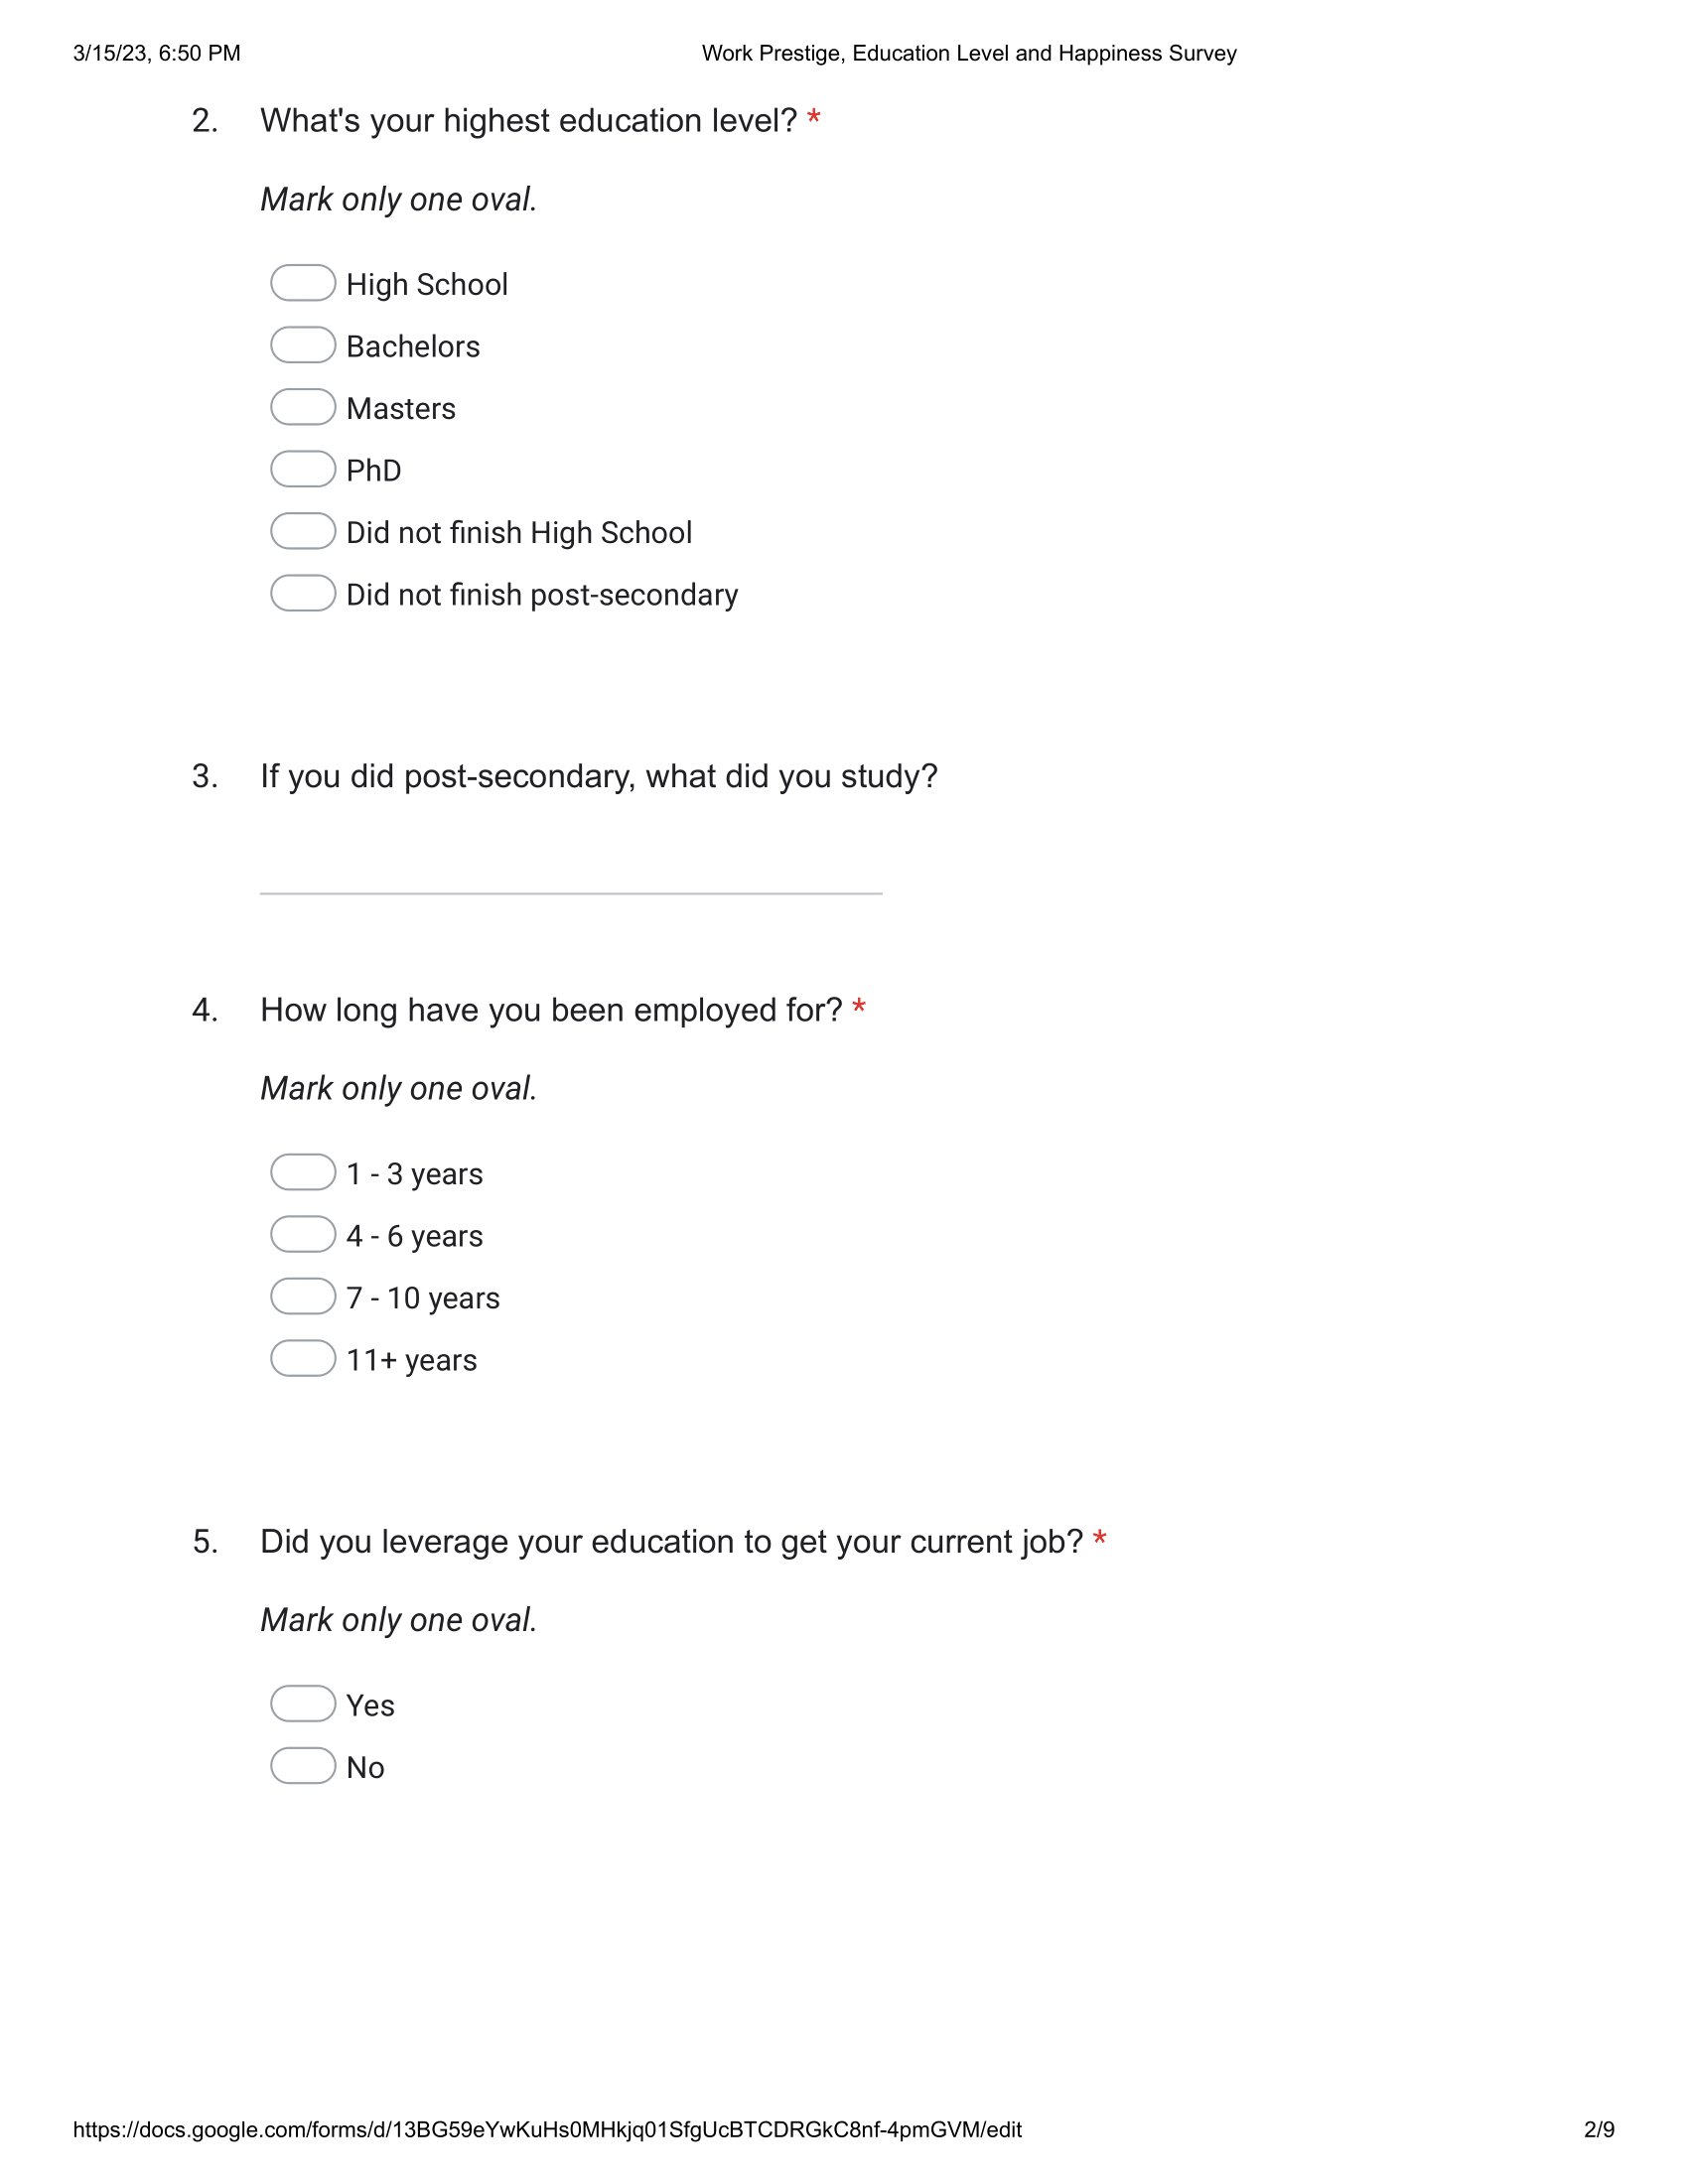 3/15/23, 6:50 PM
Work Prestige, Education Level and Happiness Survey
2. What's your highest education level? *
Mark only one oval.
High School
Bachelors
Masters
PhD
Did not finish High School
Did not finish post-secondary
3. If you did post-secondary, what did you study?
4. How long have you been employed for? *
Mark only one oval.
1 - 3 years
4 - 6 years
7 - 10 years
11+ years
5. Did you leverage your education to get your current job? *
Mark only one oval.
Yes
No
https://docs.google.com/forms/d/13BG59eYwKuHs0MHkjq01SfgUcBTCDRGkC8nf-4pmGVM/edit
2/9